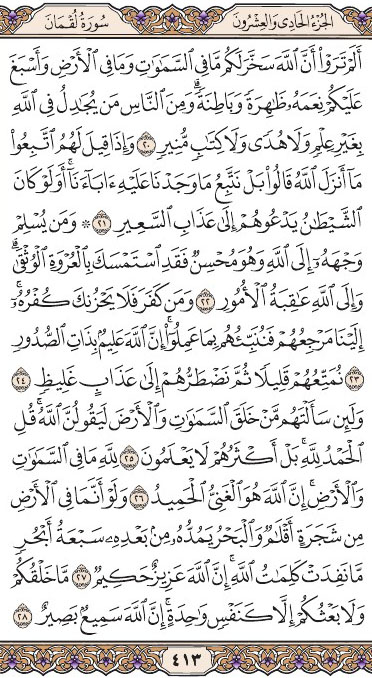 الجزء الحادي والعشرون سورة لقمان
أَلَمْ تَرَوْا۟ أَنَّ ٱللَّهَ سَخَّرَ لَكُم مَّا فِى ٱلسَّمَٰوَٰتِ وَمَا فِى ٱلْأَرْضِ وَأَسْبَغَ
عَلَيْكُمْ نِعَمَهُۥ ظَٰهِرَةً وَبَاطِنَةً ۗ وَمِنَ ٱلنَّاسِ مَن يُجَٰدِلُ فِى ٱللَّهِ
بِغَيْرِ عِلْمٍ وَلَا هُدًى وَلَا كِتَٰبٍ مُّنِيرٍ ٢٠ وَإِذَا قِيلَ لَهُمُ ٱتَّبِعُوا۟
مَآ أَنزَلَ ٱللَّهُ قَالُوا۟ بَلْ نَتَّبِعُ مَا وَجَدْنَا عَلَيْهِ ءَابَآءَنَآ ۚ أَوَلَوْ كَانَ
ٱلشَّيْطَٰنُ يَدْعُوهُمْ إِلَىٰ عَذَابِ ٱلسَّعِيرِ ٢١ ۞ وَمَن يُسْلِمْ
وَجْهَهُۥٓ إِلَى ٱللَّهِ وَهُوَ مُحْسِنٌ فَقَدِ ٱسْتَمْسَكَ بِٱلْعُرْوَةِ ٱلْوُثْقَىٰ ۗ
وَإِلَى ٱللَّهِ عَٰقِبَةُ ٱلْأُمُورِ ٢٢ وَمَن كَفَرَ فَلَا يَحْزُنكَ كُفْرُهُۥٓ ۚ
إِلَيْنَا مَرْجِعُهُمْ فَنُنَبِّئُهُم بِمَا عَمِلُوٓا۟ ۚ إِنَّ ٱللَّهَ عَلِيمٌۢ بِذَاتِ ٱلصُّدُورِ
٢٣ نُمَتِّعُهُمْ قَلِيلًا ثُمَّ نَضْطَرُّهُمْ إِلَىٰ عَذَابٍ غَلِيظٍ ٢٤
وَلَئِن سَأَلْتَهُم مَّنْ خَلَقَ ٱلسَّمَٰوَٰتِ وَٱلْأَرْضَ لَيَقُولُنَّ ٱللَّهُ ۚ قُلِ
ٱلْحَمْدُ لِلَّهِ ۚ بَلْ أَكْثَرُهُمْ لَا يَعْلَمُونَ ٢٥ لِلَّهِ مَا فِى ٱلسَّمَٰوَٰتِ
وَٱلْأَرْضِ ۚ إِنَّ ٱللَّهَ هُوَ ٱلْغَنِىُّ ٱلْحَمِيدُ ٢٦ وَلَوْ أَنَّمَا فِى ٱلْأَرْضِ
مِن شَجَرَةٍ أَقْلَٰمٌ وَٱلْبَحْرُ يَمُدُّهُۥ مِنۢ بَعْدِهِۦ سَبْعَةُ أَبْحُرٍ
مَّا نَفِدَتْ كَلِمَٰتُ ٱللَّهِ ۗ إِنَّ ٱللَّهَ عَزِيزٌ حَكِيمٌ ٢٧ مَّا خَلْقُكُمْ
وَلَا بَعْثُكُمْ إِلَّا كَنَفْسٍ وَٰحِدَةٍ ۗ إِنَّ ٱللَّهَ سَمِيعٌۢ بَصِيرٌ ٢٨
٤١٣